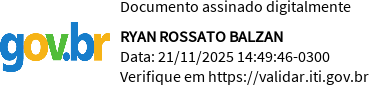 Documento assinado digitalmente
gov.br
RYAN ROSSATO BALZAN
Data: 21/11/2025 14:49:46-0300
Verifique em https://validar.iti.gov.br